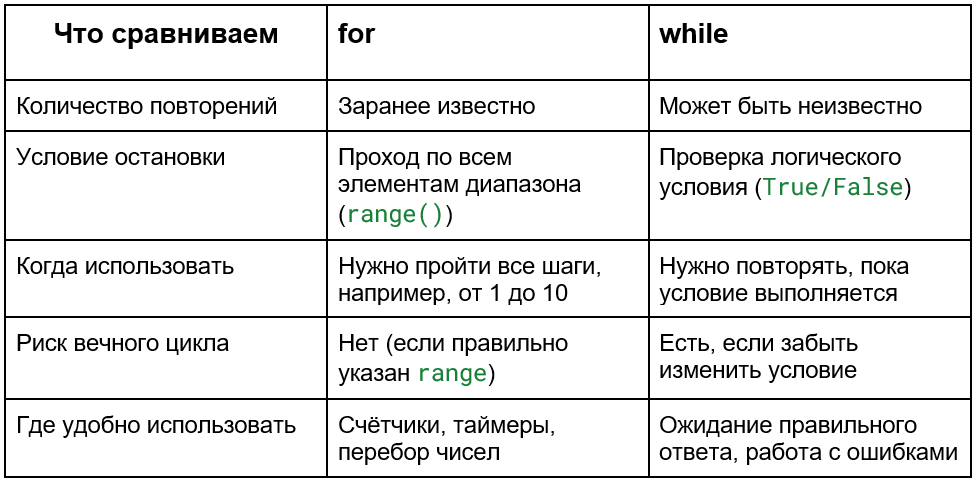 Что сравниваем
for
while
Количество повторений
Заранее известно
Может быть неизвестно
Условие остановки
Проход по всем
элементам диапазона
(range())
Проверка логического
условия (True/False)
Когда использовать
Нужно пройти все шаги,
например, от 1 до 10
Нужно повторять, пока
условие выполняется
Риск вечного цикла
Нет (если правильно
указан range)
Есть, если забыть
изменить условие
Где удобно использовать
Счётчики, таймеры,
перебор чисел
Ожидание правильного
ответа, работа с ошибками